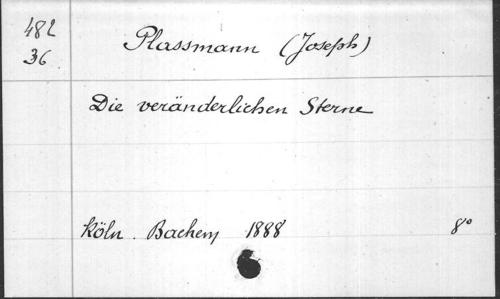 482 Plassmann (Joseph)
36
Die veränderlichen Sterne
Köln. Bachem 1888 8°